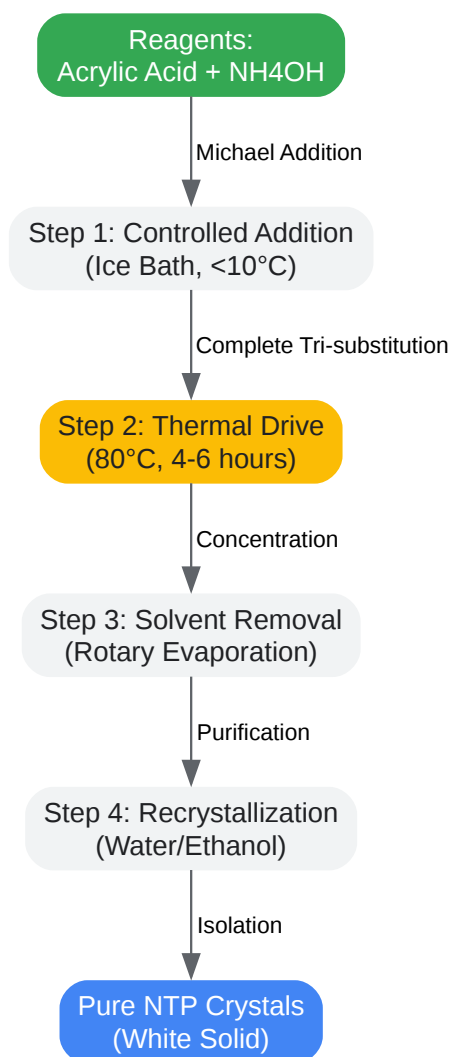 Reagents:
Acrylic Acid + NH4OH
Michael Addition
Step 1: Controlled Addition
(Ice Bath, <10°C)
Complete Tri-substitution
Step 2: Thermal Drive
(80°C, 4-6 hours)
Concentration
Step 3: Solvent Removal
(Rotary Evaporation)
Purification
Step 4: Recrystallization
(Water/Ethanol)
Isolation
Pure NTP Crystals
(White Solid)